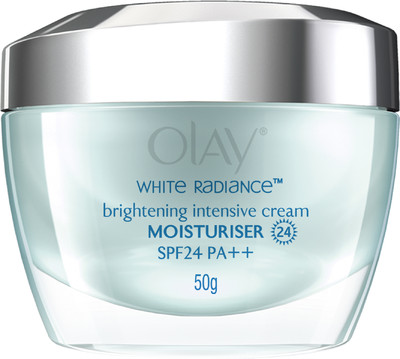 OLAY®
WHITE RADIANCE™
brightening intensive cream
MOISTURISER 24
SPF24 PA++
50g